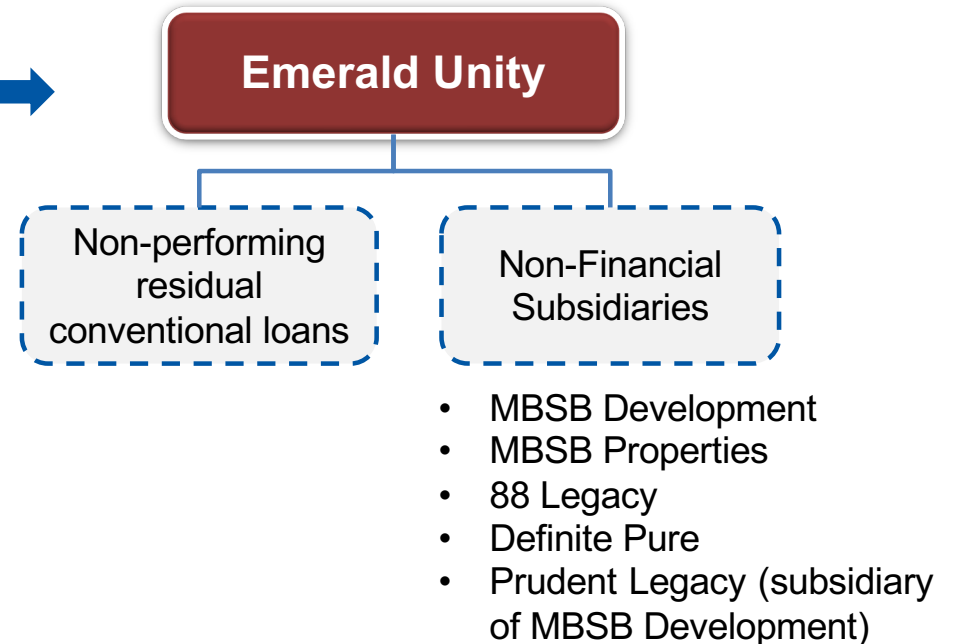 Emerald Unity
Non-performing
residual
conventional loans
Non-Financial
Subsidiaries
• MBSB Development
• MBSB Properties
• 88 Legacy
• Definite Pure
• Prudent Legacy (subsidiary
of MBSB Development)